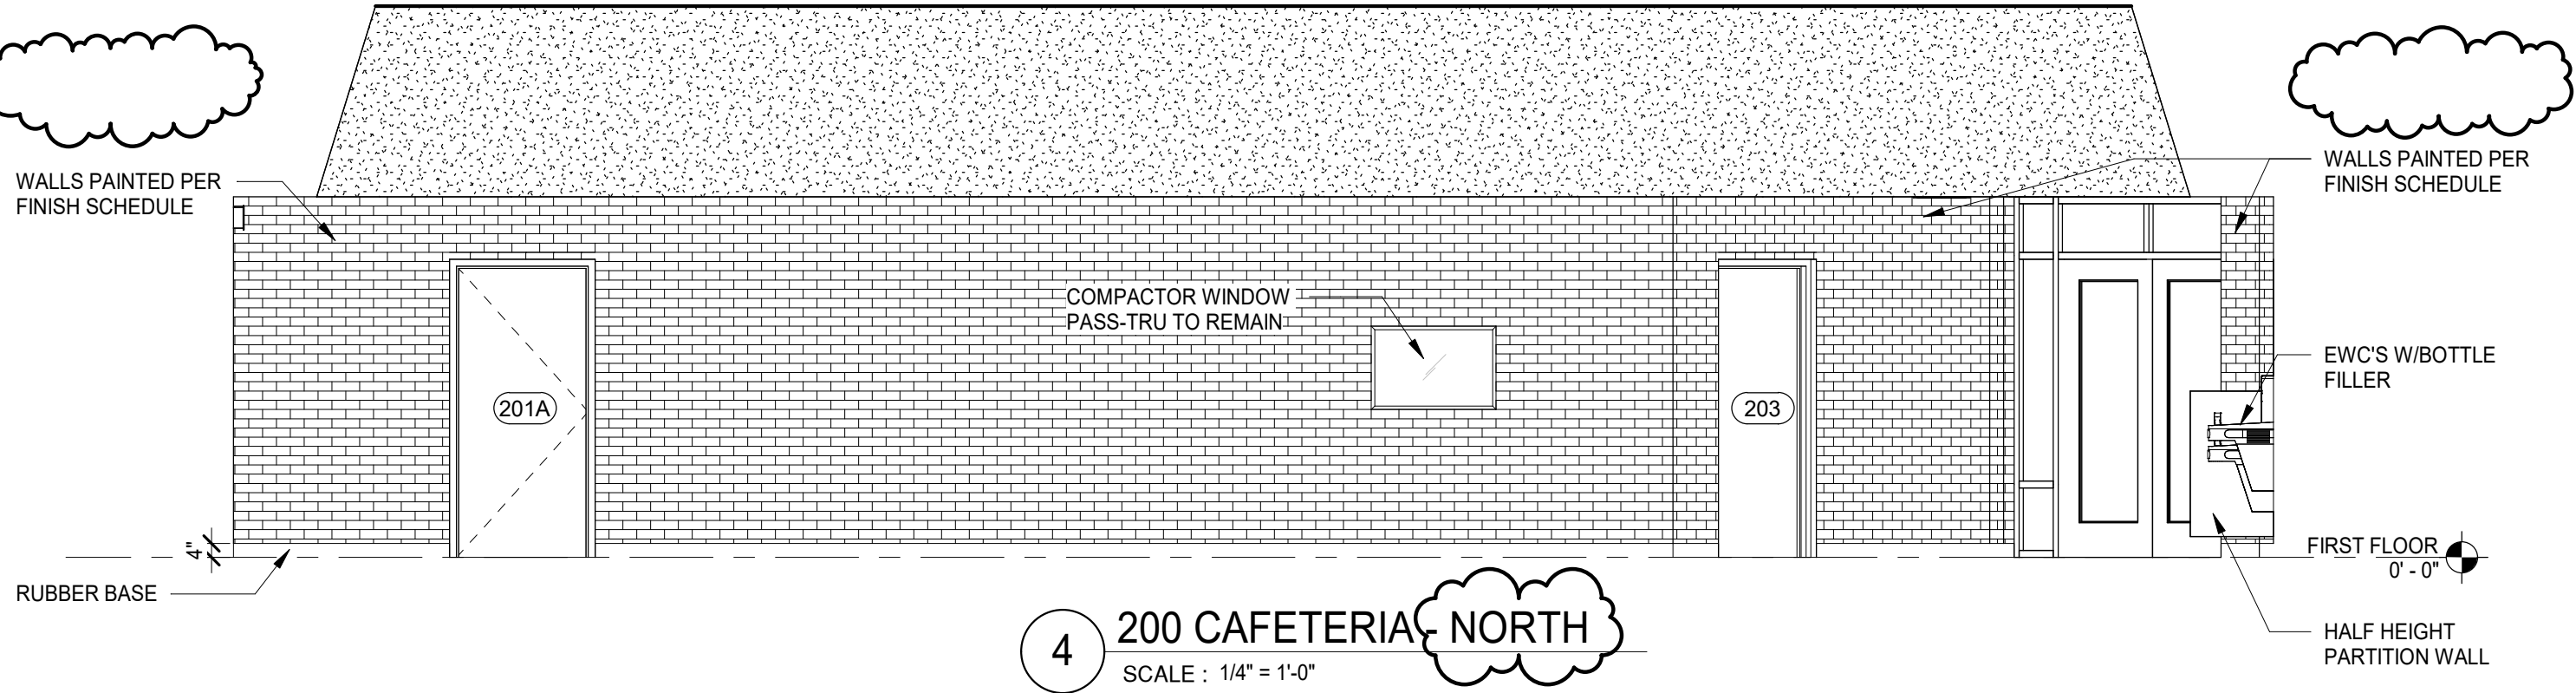 WALLS PAINTED PER
FINISH SCHEDULE
WALLS PAINTED PER
FINISH SCHEDULE
COMPACTOR WINDOW
PASS-TRU TO REMAIN
EWC'S W/BOTTLE
FILLER
201A
203
4"
FIRST FLOOR
0' - 0"
RUBBER BASE
HALF HEIGHT
PARTITION WALL
4
200 CAFETERIA - NORTH
SCALE : 1/4" = 1'-0"